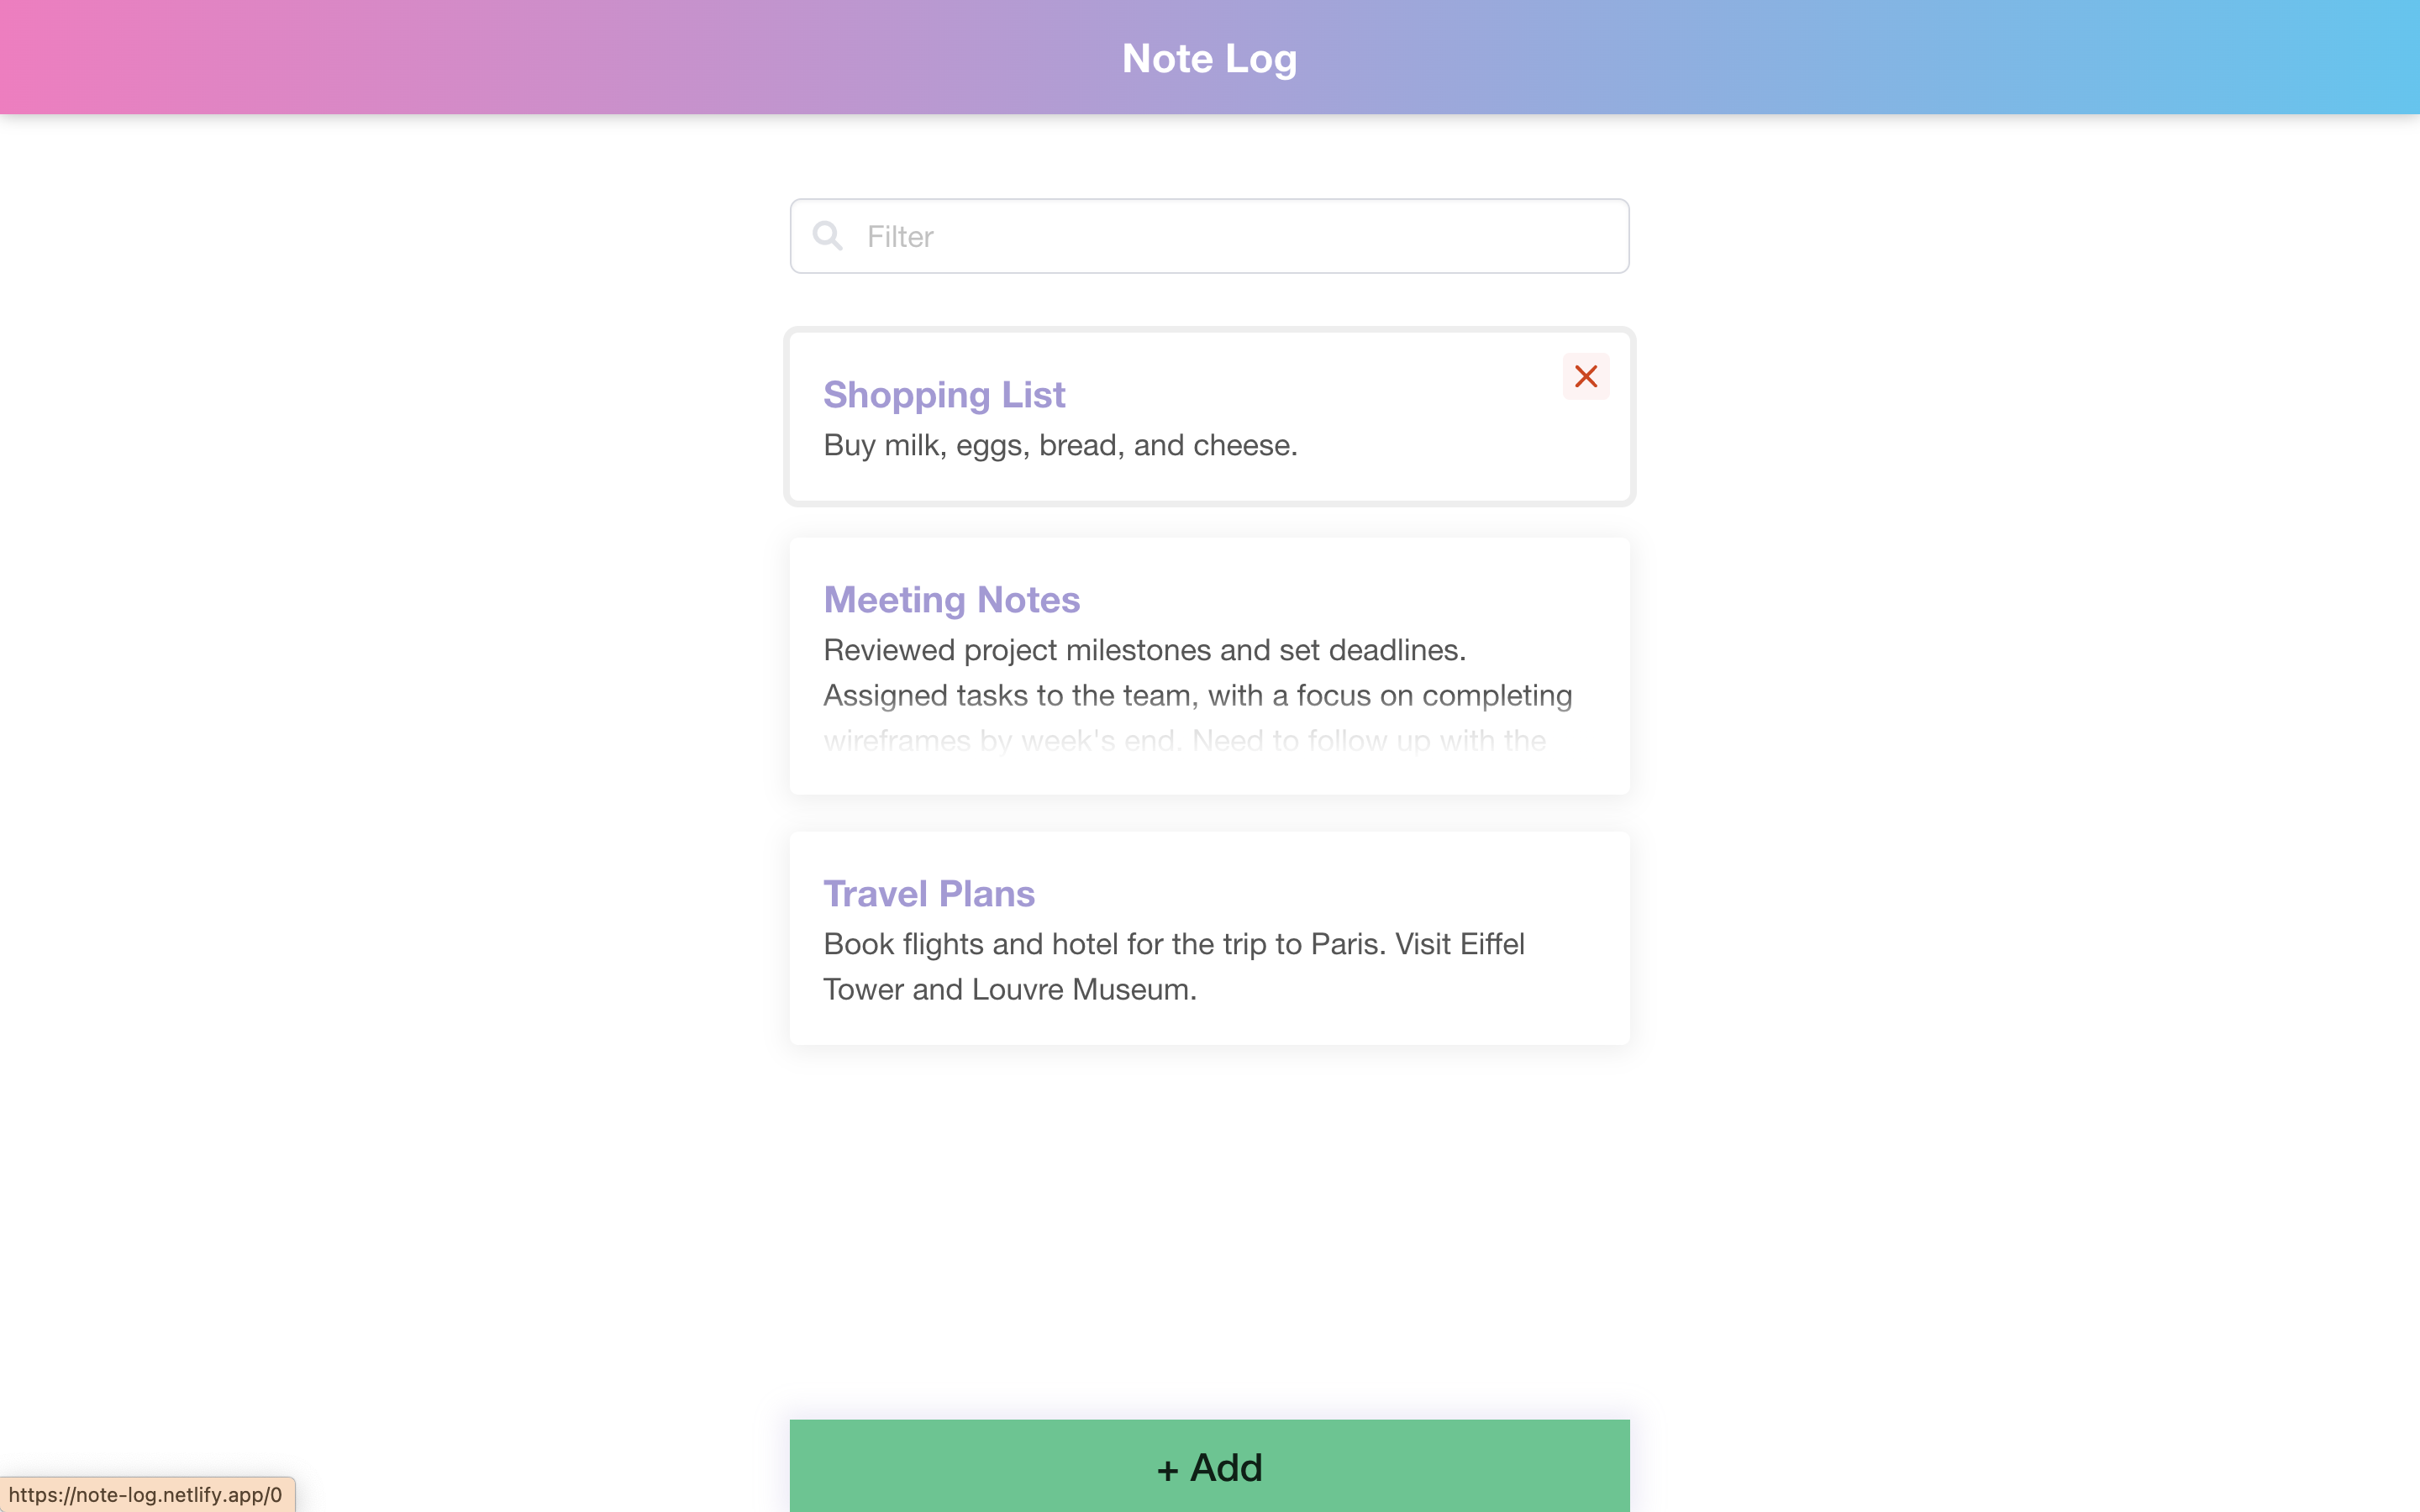 Note Log
Filter
Shopping List
Buy milk, eggs, bread, and cheese.
Meeting Notes
Reviewed project milestones and set deadlines.
Assigned tasks to the team, with a focus on completing
wireframes by week's end. Need to follow up with the
Travel Plans
Book flights and hotel for the trip to Paris. Visit Eiffel
Tower and Louvre Museum.
+ Add
https://note-log.netlify.app/0